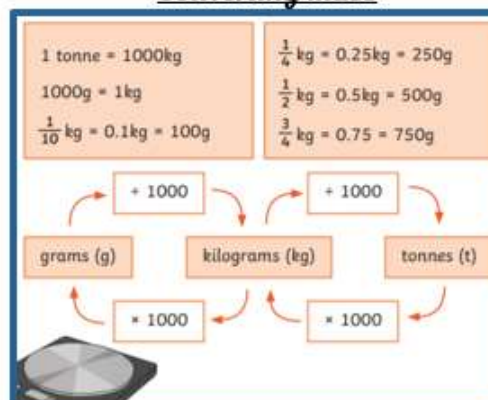 1 tonne = 1000kg
1000g = 1kg
1/10 kg = 0.1kg = 100g
1/4 kg = 0.25kg = 250g
1/2 kg = 0.5kg = 500g
3/4 kg = 0.75 = 750g
÷ 1000
÷ 1000
grams (g)
kilograms (kg)
tonnes (t)
× 1000
× 1000